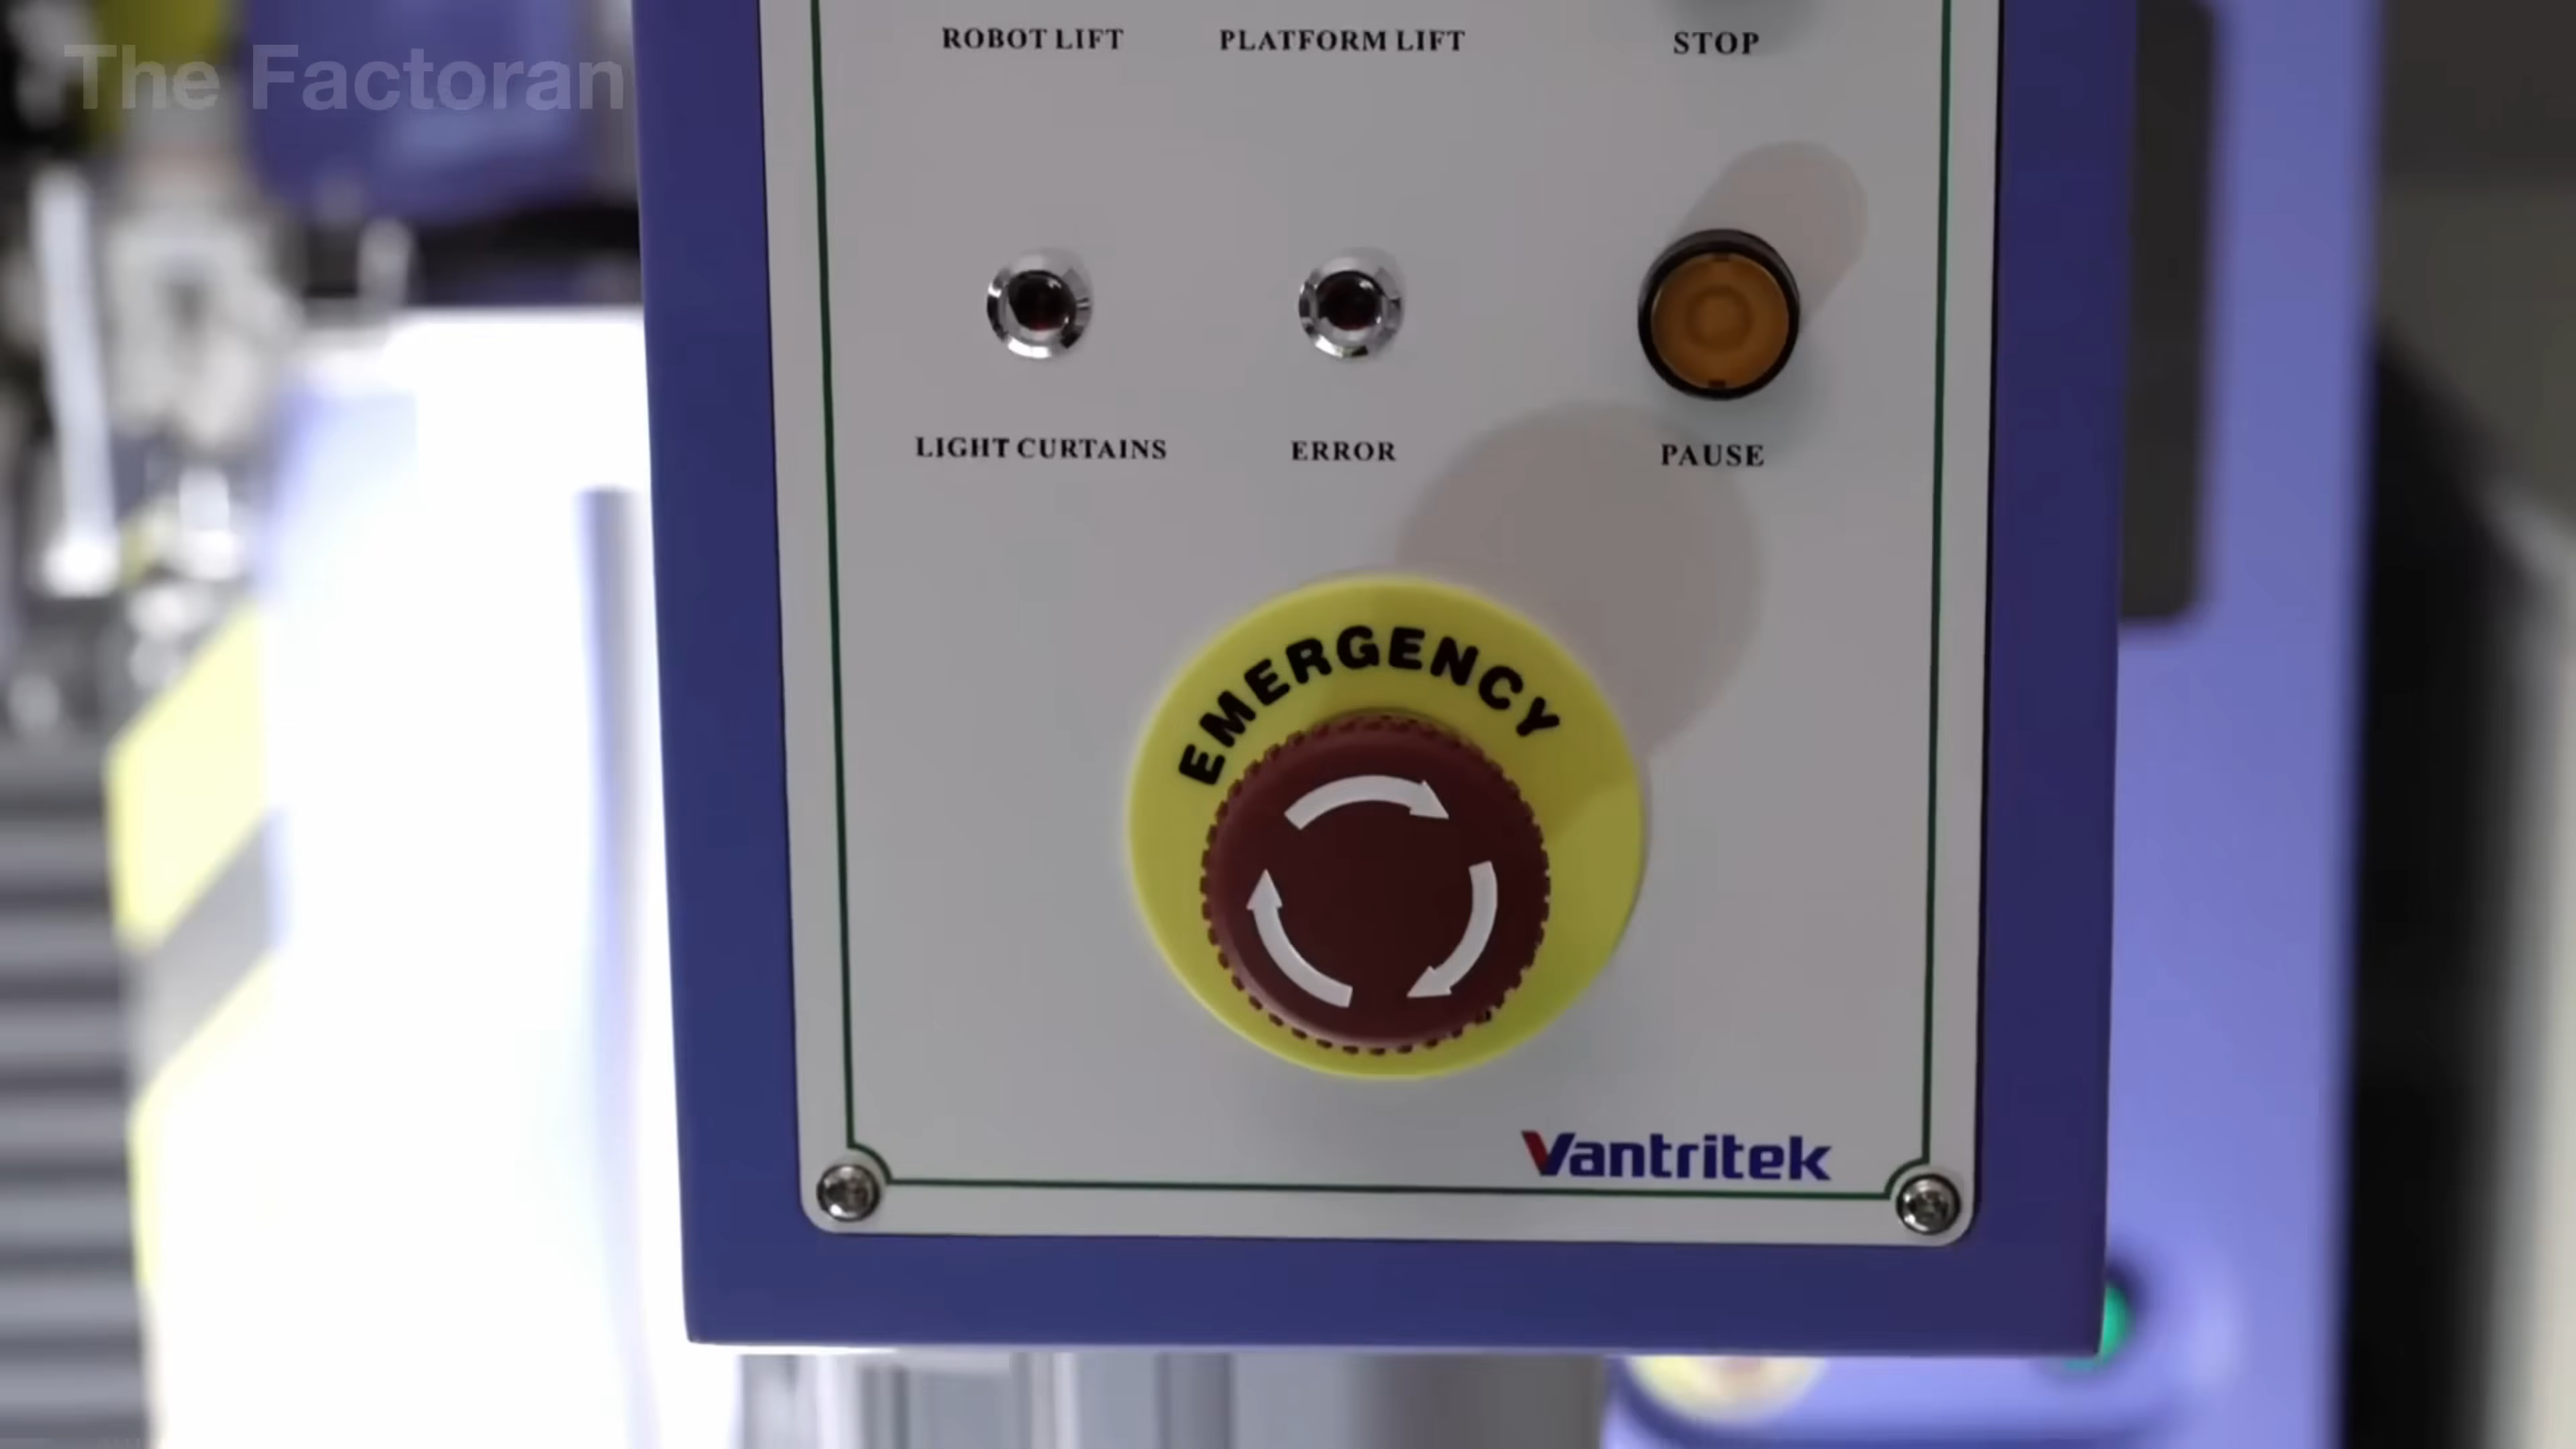 The Factoran
ROBOT LIFT
PLATFORM LIFT
STOP
LIGHT CURTAINS
ERROR
PAUSE
EMERGENCY
Vantritek